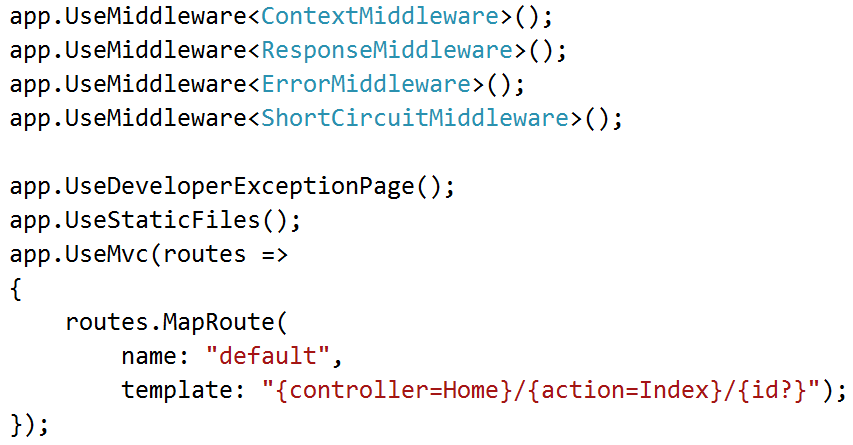 app.UseMiddleware<ContextMiddleware>();
app.UseMiddleware<ResponseMiddleware>();
app.UseMiddleware<ErrorMiddleware>();
app.UseMiddleware<ShortCircuitMiddleware>();

app.UseDeveloperExceptionPage();
app.UseStaticFiles();
app.UseMvc(routes =>
{
    routes.MapRoute(
        name: "default",
        template: "{controller=Home}/{action=Index}/{id?}");
});